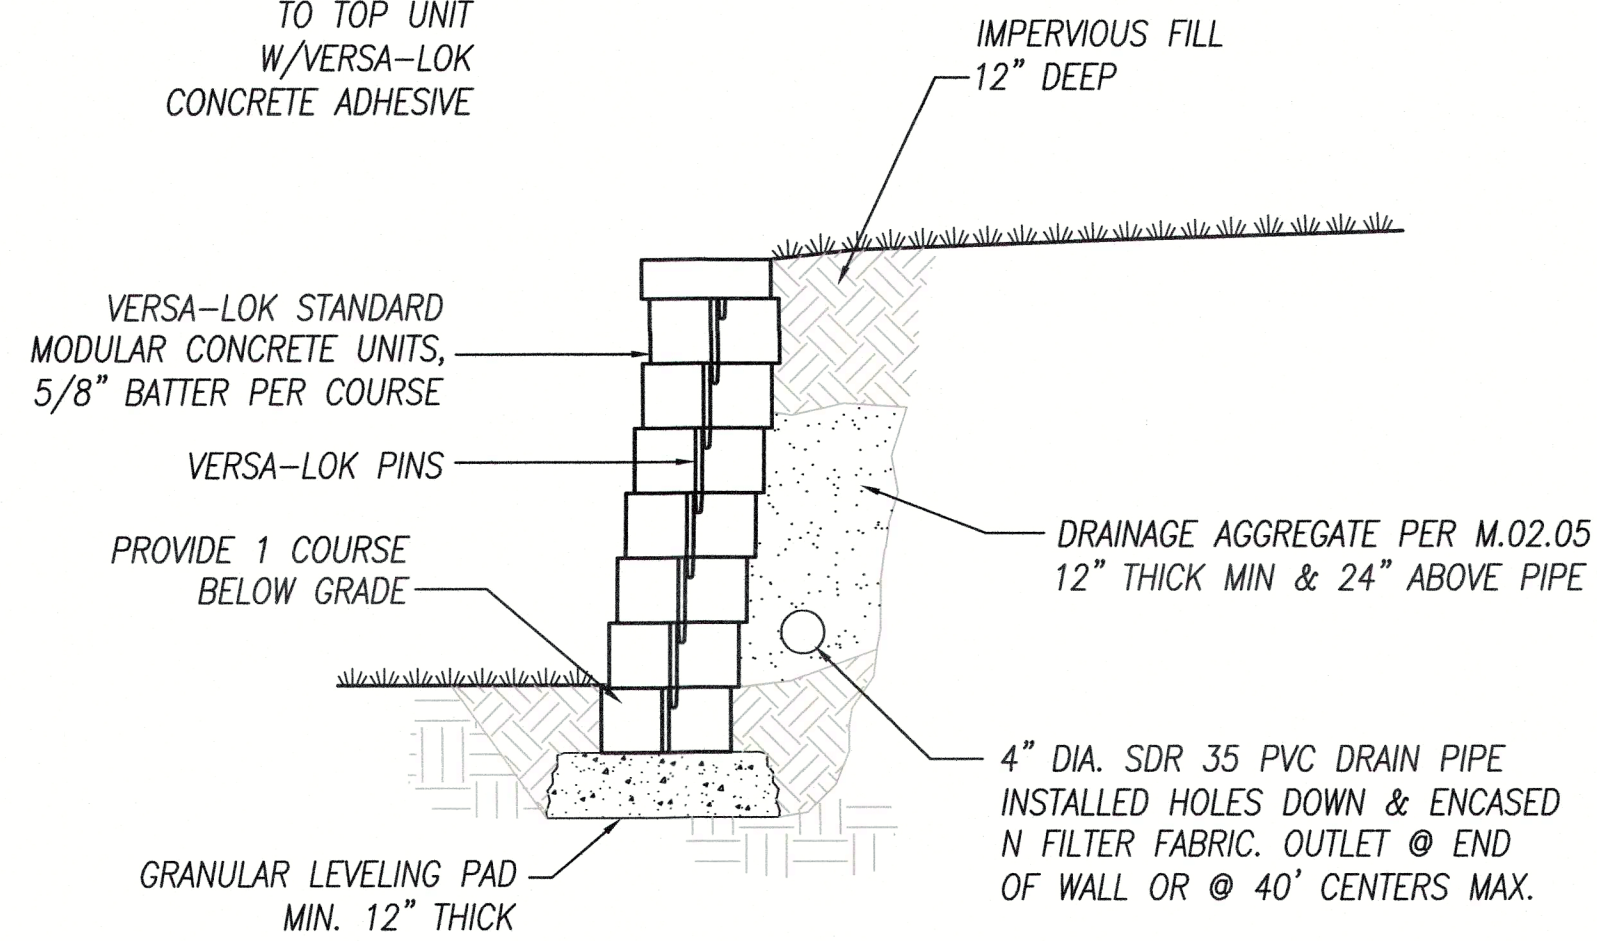 TO TOP UNIT
W/VERSA-LOK
CONCRETE ADHESIVE
IMPERVIOUS FILL
12" DEEP
VERSA-LOK STANDARD
MODULAR CONCRETE UNITS,
5/8" BATTER PER COURSE
VERSA-LOK PINS
PROVIDE 1 COURSE
BELOW GRADE
DRAINAGE AGGREGATE PER M.02.05
12" THICK MIN & 24" ABOVE PIPE
4" DIA. SDR 35 PVC DRAIN PIPE
INSTALLED HOLES DOWN & ENCASED
N FILTER FABRIC. OUTLET @ END
OF WALL OR @ 40' CENTERS MAX.
GRANULAR LEVELING PAD
MIN. 12" THICK